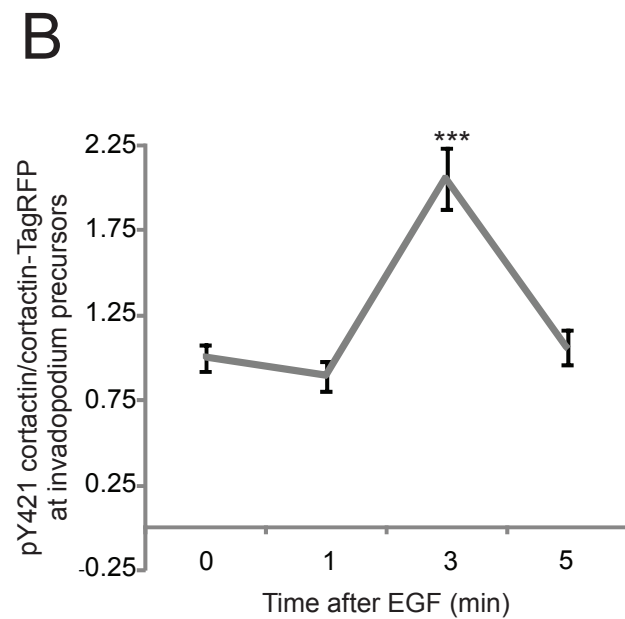 B
pY421 cortactin/cortactin-TagRFP
at invadopodium precursors
2.25
1.75
1.25
0.75
0.25
-0.25
***
0 1 3 5
Time after EGF (min)